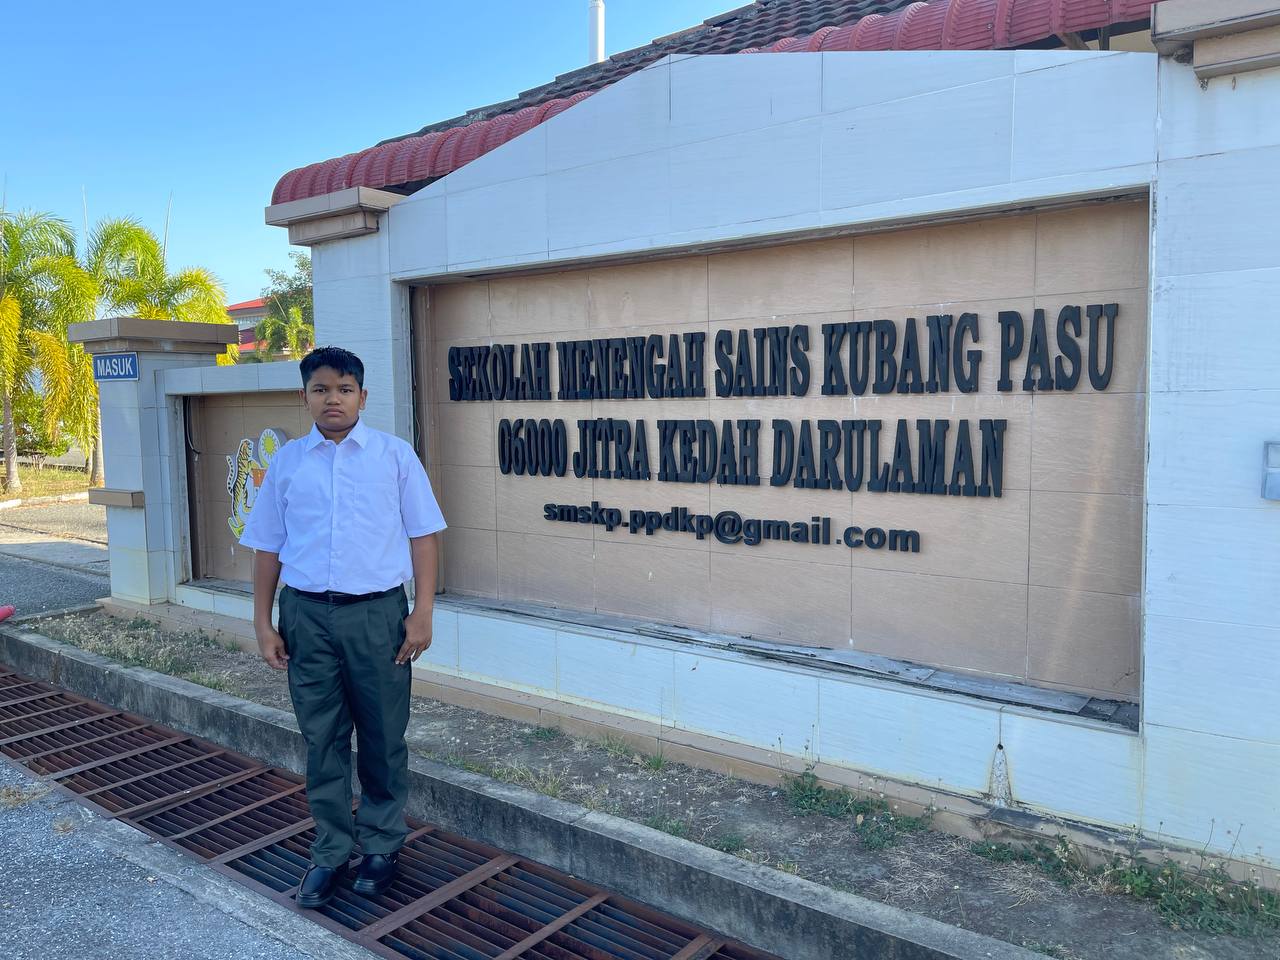 MASUK
SEKOLAH MENENGAH SAINS KUBANG PASU
06000 JITRA KEDAH DARULAMAN
smskp.ppdkp@gmail.com